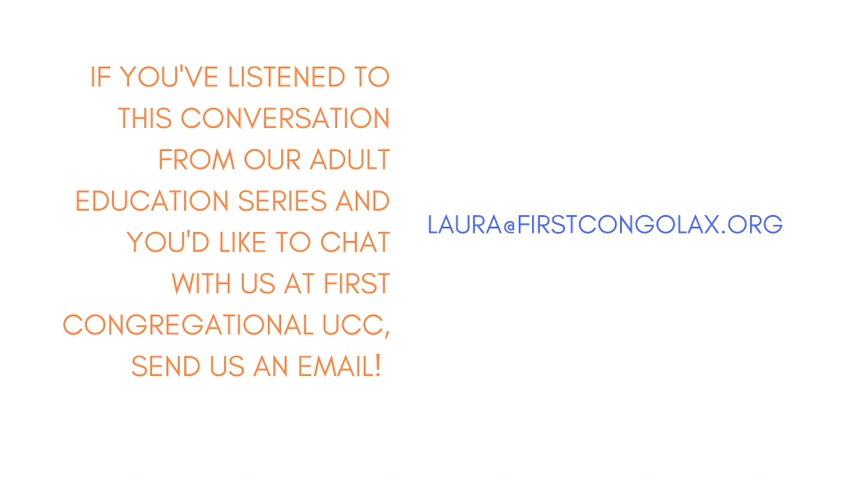 IF YOU'VE LISTENED TO
THIS CONVERSATION
FROM OUR ADULT
EDUCATION SERIES AND
YOU'D LIKE TO CHAT
WITH US AT FIRST
CONGREGATIONAL UCC,
SEND US AN EMAIL!
LAURA@FIRSTCONGOLAX.ORG